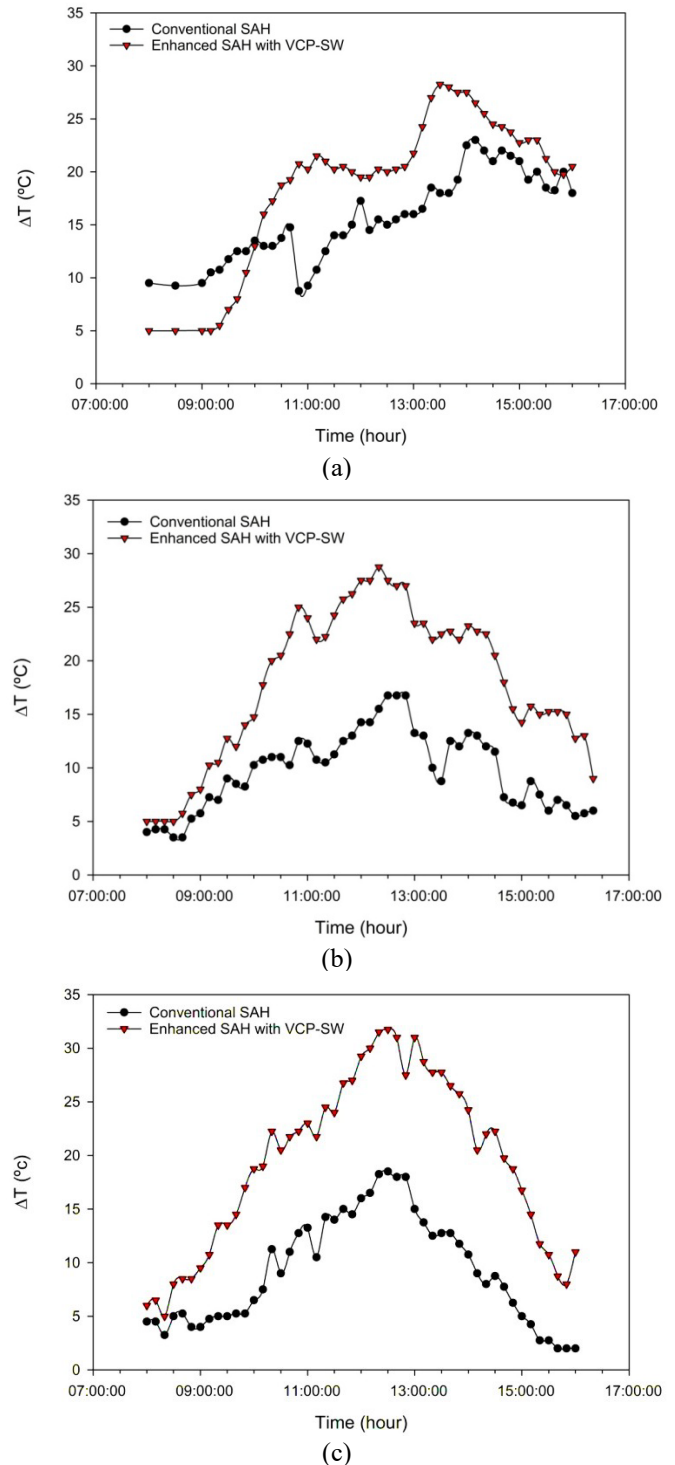 35
Conventional SAH
Enhanced SAH with VCP-SW
30
25
20
15
10
5
0
ΔT (ºC)
07:00:00 09:00:00 11:00:00 13:00:00 15:00:00 17:00:00
Time (hour)
(a)
35
Conventional SAH
Enhanced SAH with VCP-SW
30
25
20
15
10
5
0
ΔT (ºC)
07:00:00 09:00:00 11:00:00 13:00:00 15:00:00 17:00:00
Time (hour)
(b)
35
Conventional SAH
Enhanced SAH with VCP-SW
30
25
20
15
10
5
0
ΔT (ºc)
07:00:00 09:00:00 11:00:00 13:00:00 15:00:00 17:00:00
Time (hour)
(c)